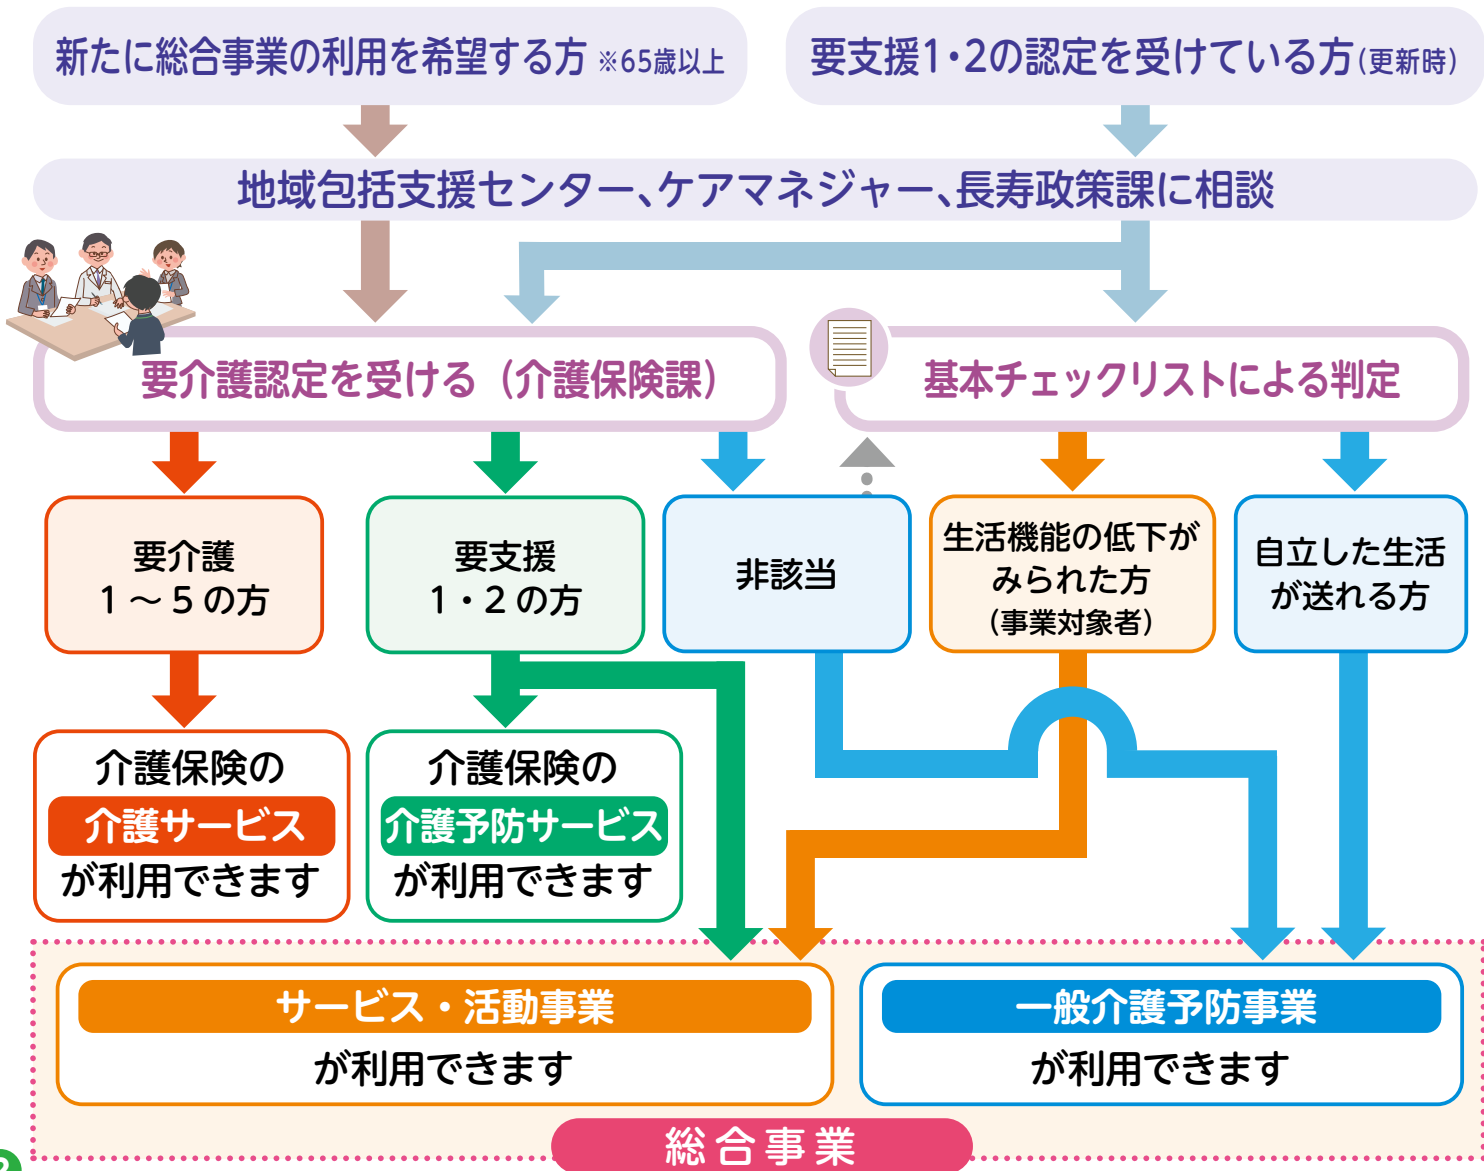 新たに総合事業の利用を希望する方 ※65歳以上
要支援1・2の認定を受けている方(更新時)
地域包括支援センター、ケアマネジャー、長寿政策課に相談
要介護認定を受ける（介護保険課）
基本チェックリストによる判定
要介護
1～5の方
要支援
1・2の方
非該当
生活機能の低下が
みられた方
（事業対象者）
自立した生活
が送れる方
介護保険の
介護サービス
が利用できます
介護保険の
介護予防サービス
が利用できます
サービス・活動事業
が利用できます
一般介護予防事業
が利用できます
総合事業